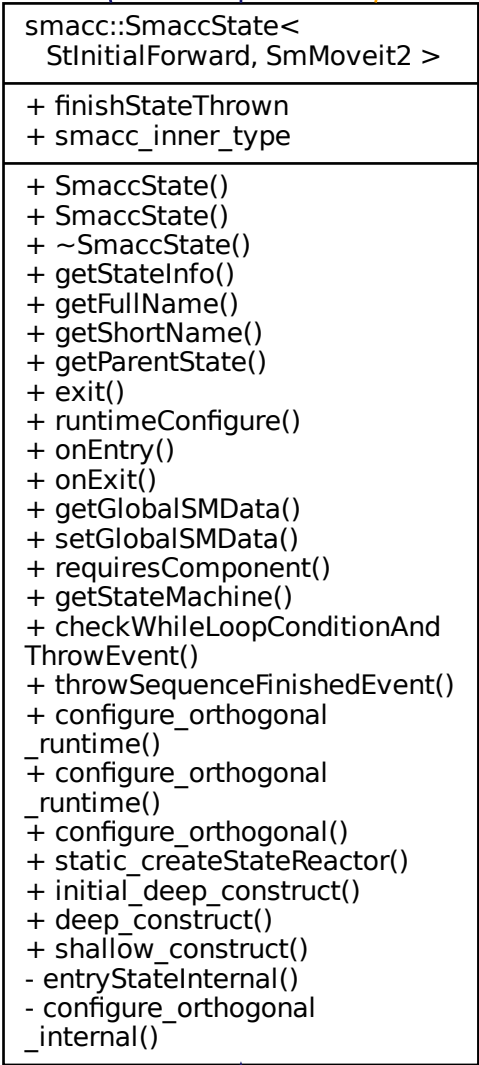 smacc::SmaccState<
StInitialForward, SmMoveit2 >
+ finishStateThrown
+ smacc_inner_type
+ SmaccState()
+ SmaccState()
+ ~SmaccState()
+ getStateInfo()
+ getFullName()
+ getShortName()
+ getParentState()
+ exit()
+ runtimeConfigure()
+ onEntry()
+ onExit()
+ getGlobalSMData()
+ setGlobalSMData()
+ requiresComponent()
+ getStateMachine()
+ checkWhileLoopConditionAnd
ThrowEvent()
+ throwSequenceFinishedEvent()
+ configure_orthogonal
_runtime()
+ configure_orthogonal
_runtime()
+ configure_orthogonal()
+ static_createStateReactor()
+ initial_deep_construct()
+ deep_construct()
+ shallow_construct()
- entryStateInternal()
- configure_orthogonal
_internal()